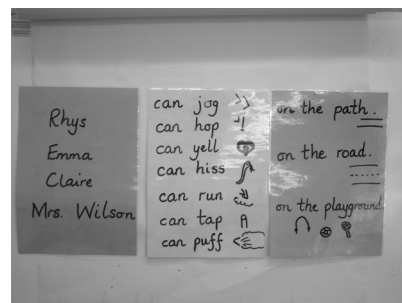 Rhys
Emma
Claire
Mrs. Wilson
can jog
can hop
can yell
can hiss
can run
can tap
can puff
on the path.
on the road.
on the playground